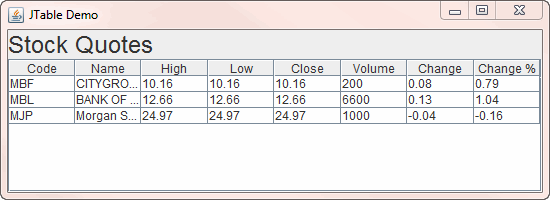 JTable Demo
Stock Quotes
Code Name High Low Close Volume Change Change %
MBF CITYGRO... 10.16 10.16 10.16 200 0.08 0.79
MBL BANK OF ... 12.66 12.66 12.66 6600 0.13 1.04
MJP Morgan S... 24.97 24.97 24.97 1000 -0.04 -0.16